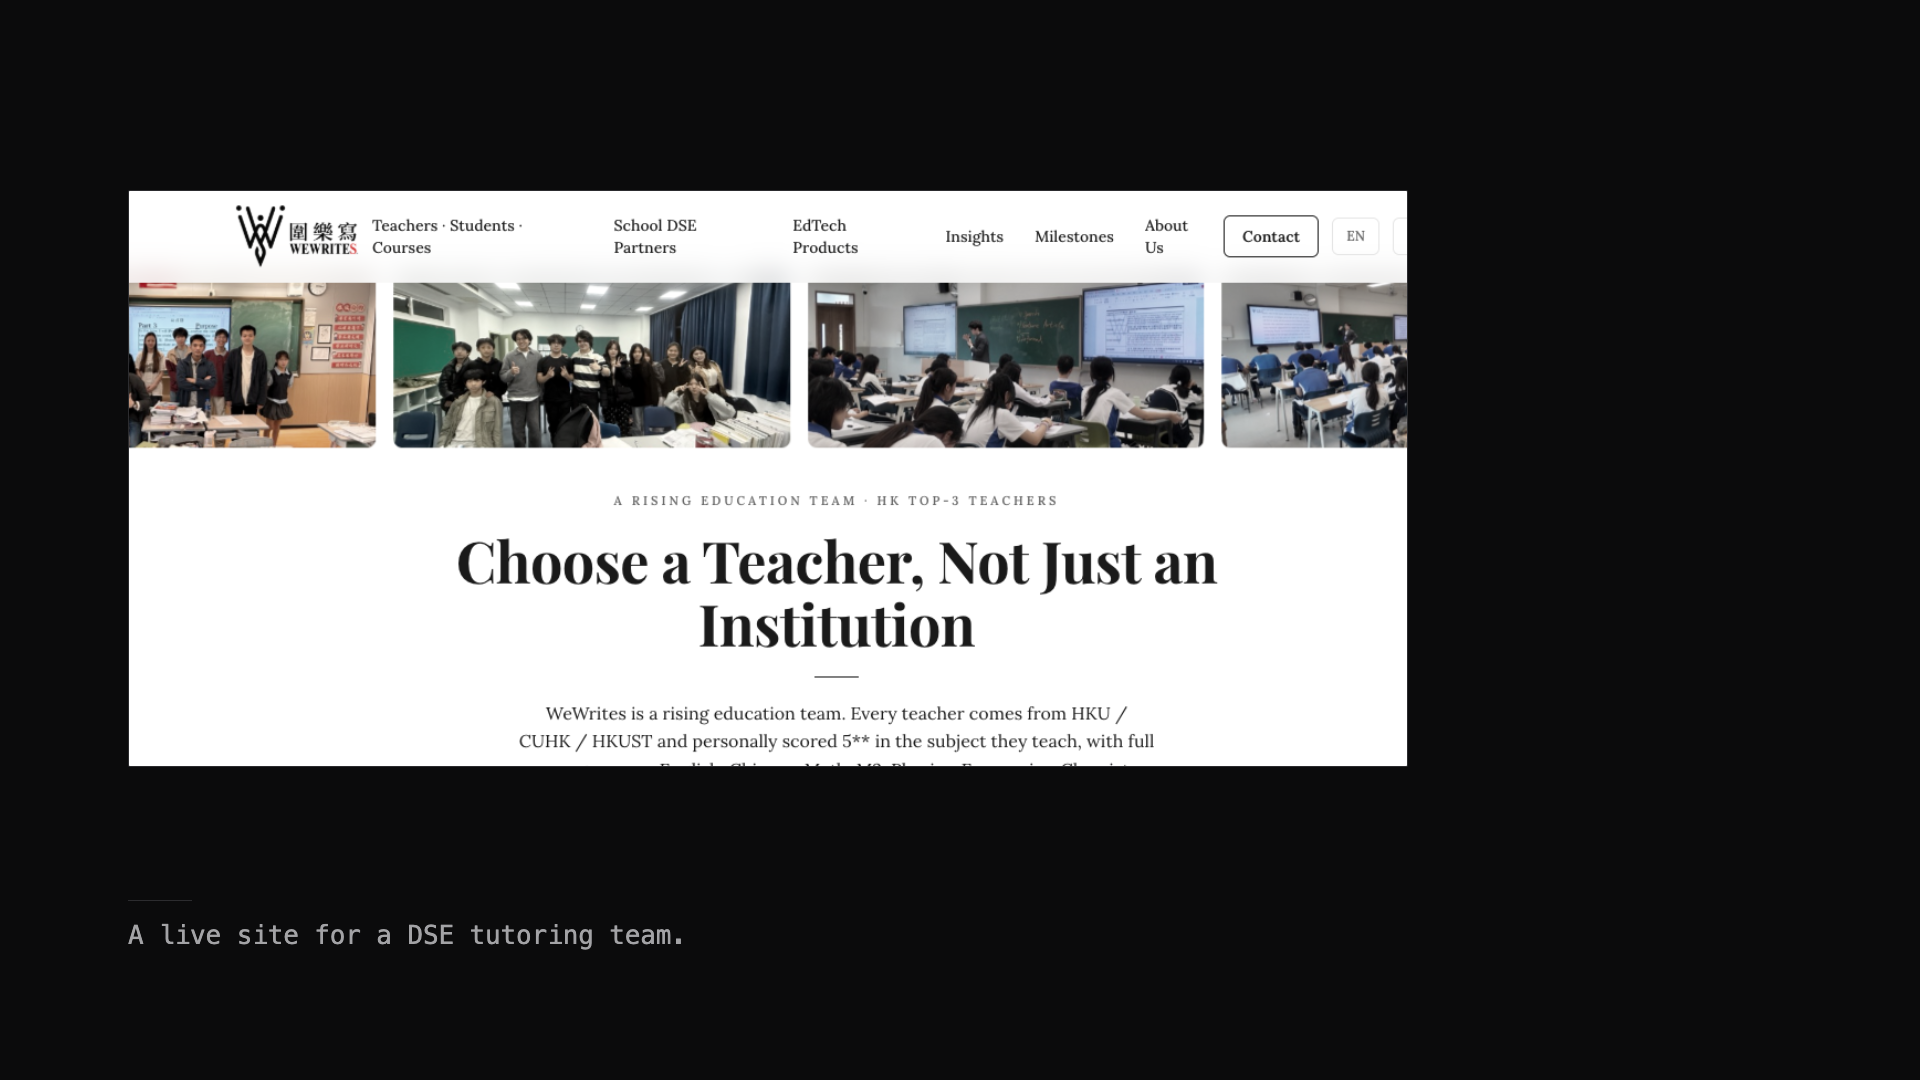 圍樂寫
WEWRITES
Teachers · Students ·
Courses
School DSE
Partners
EdTech
Products
Insights
Milestones
About
Us
Contact
EN
Part 3 Purpose
A RISING EDUCATION TEAM · HK TOP-3 TEACHERS
Choose a Teacher, Not Just an
Institution
WeWrites is a rising education team. Every teacher comes from HKU /
CUHK / HKUST and personally scored 5** in the subject they teach, with full
A live site for a DSE tutoring team.